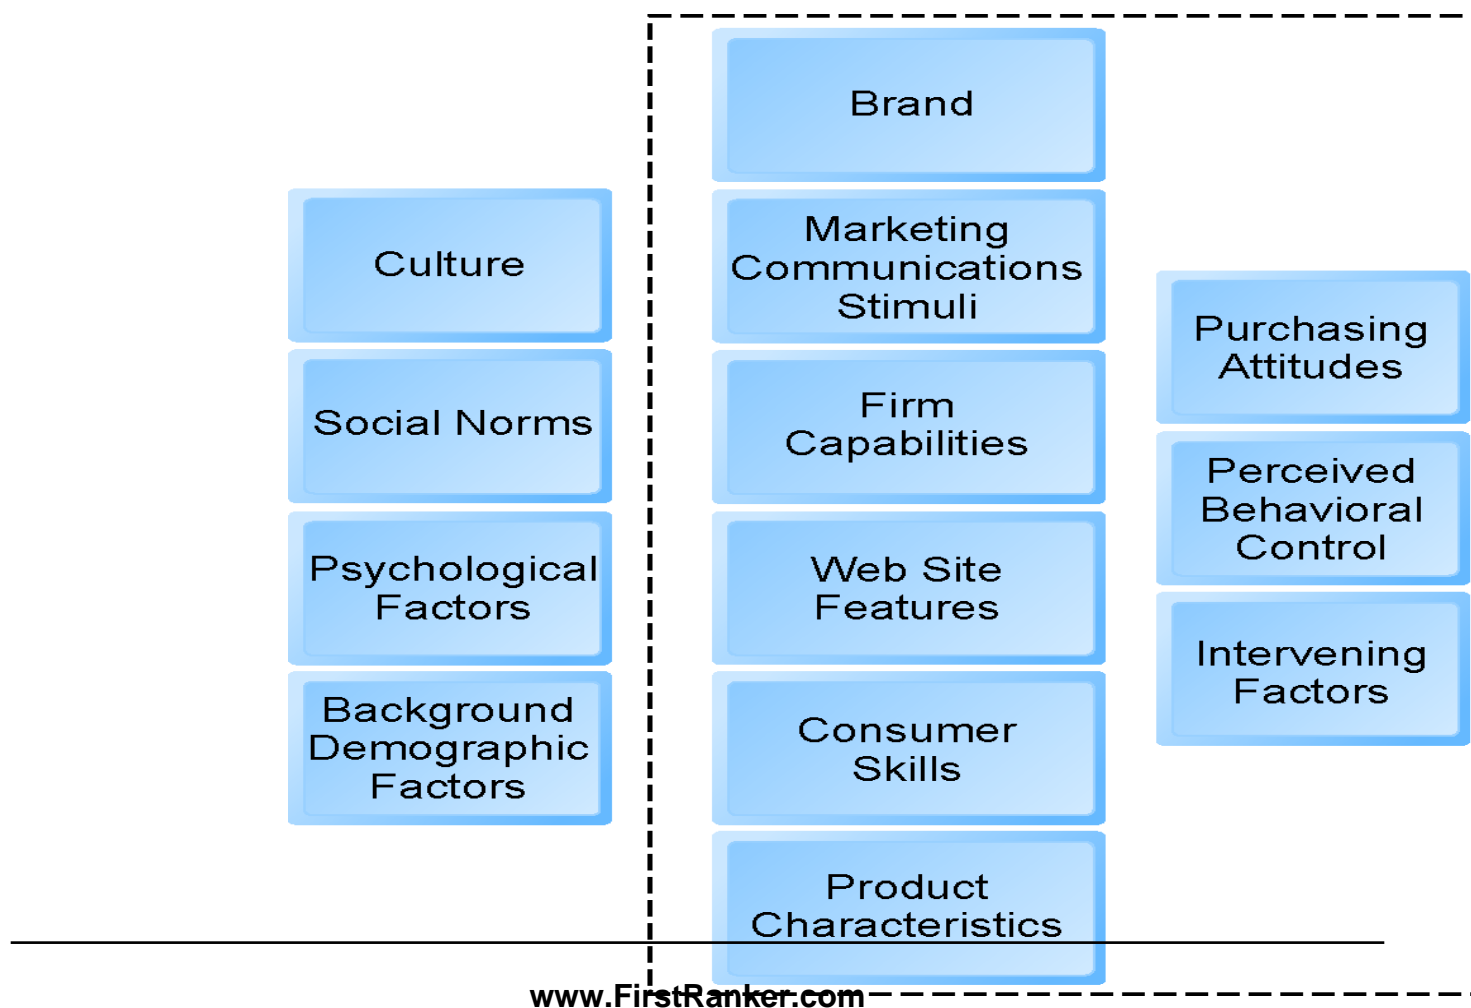 Culture
Social Norms
Psychological
Factors
Background
Demographic
Factors
Brand
Marketing
Communications
Stimuli
Firm
Capabilities
Web Site
Features
Consumer
Skills
Product
Characteristics
Purchasing
Attitudes
Perceived
Behavioral
Control
Intervening
Factors
www.FirstRanker.com